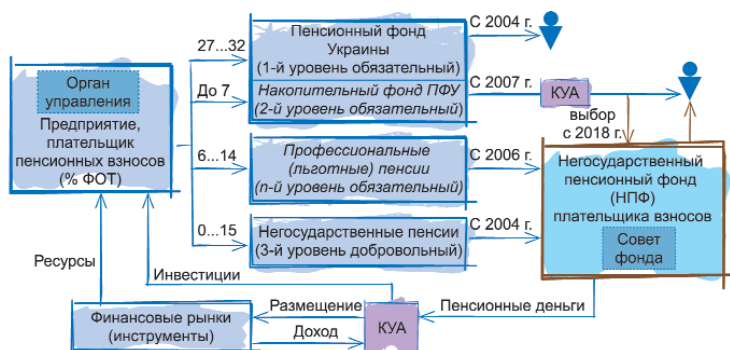 Орган
управления
Предприятие,
плательщик
пенсионных взносов
(% ФОТ)
27...32
До 7
6...14
0...15
Пенсионный фонд
Украины
(1-й уровень обязательный)
Накопительный фонд ПФУ
(2-й уровень обязательный)
Профессиональные
(льготные) пенсии
(n-й уровень обязательный)
Негосударственные пенсии
(3-й уровень добровольный)
С 2004 г.
С 2007 г.
С 2006 г.
С 2004 г.
КУА
выбор
с 2018 г.
Негосударственный
пенсионный фонд
(НПФ)
плательщика взносов
Совет
фонда
Ресурсы
Инвестиции
Финансовые рынки
(инструменты)
Размещение
Доход
КУА
Пенсионные деньги